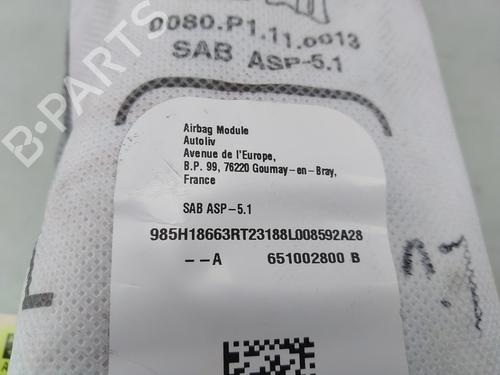 0080.P1.11.0013
SAB ASP-5.1
Airbag Module
Autoliv
Avenue de l'Europe,
B.P. 99, 76220 Gournay-en-Bray,
France
SAB ASP-5.1
985H18663RT23188L008592A28
--A 651002800 B
B-PARTS